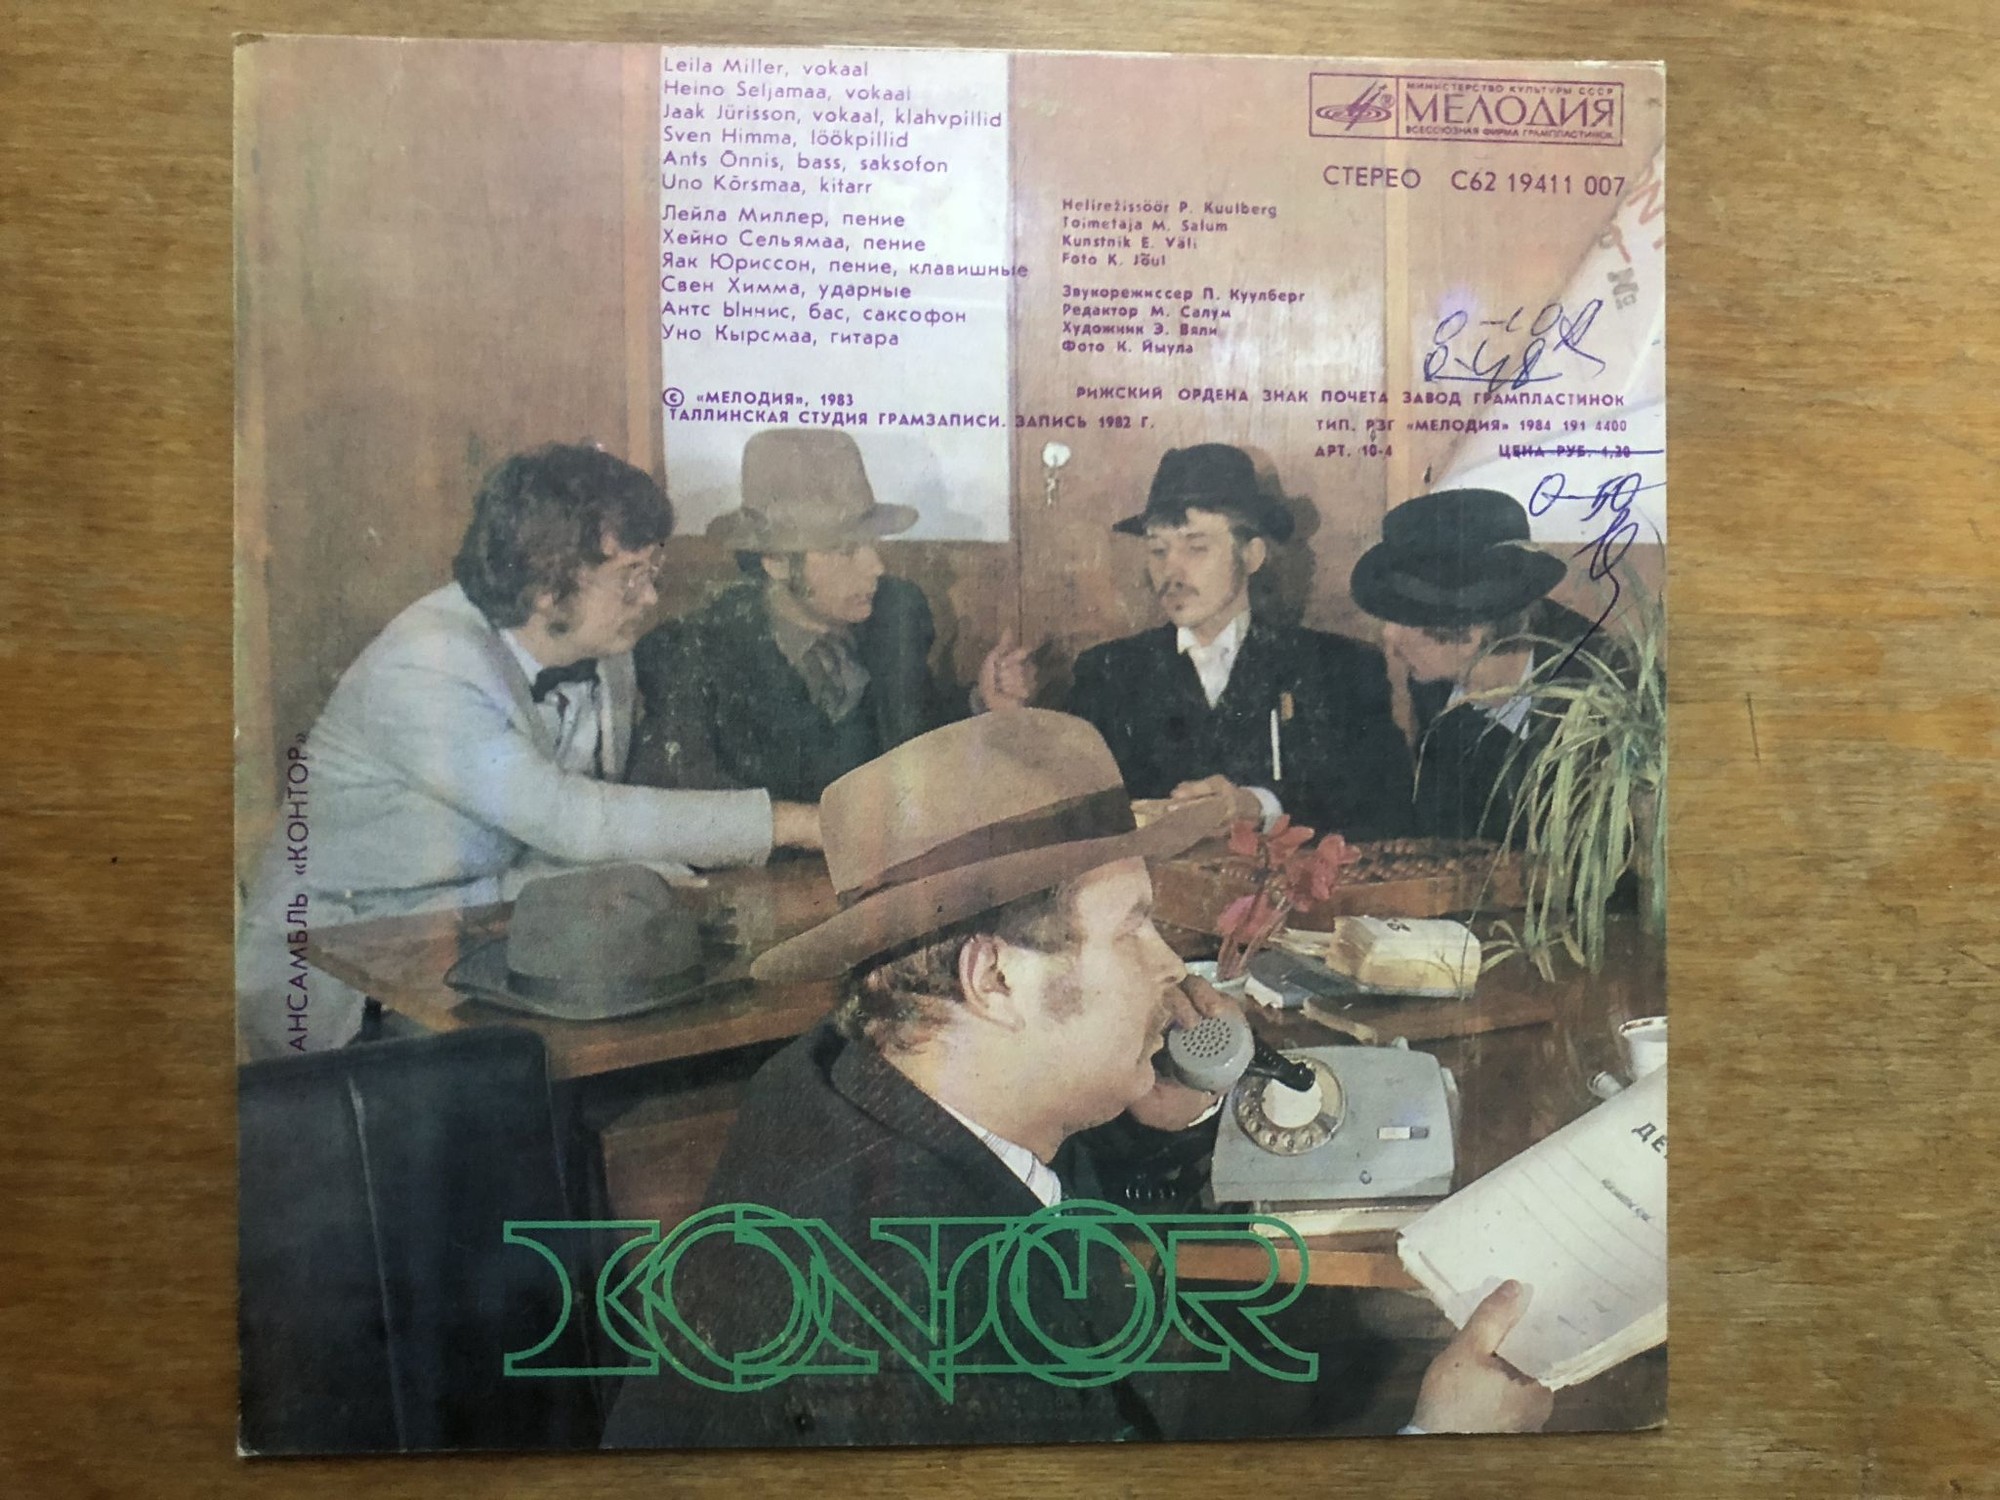 Leila Miller, vokaal
Heino Seljamaa, vokaal
Jaak Jürisson, vokaal, klahvpillid
Sven Himma, löökpillid
Ants Õnnis, bass, saksofon
Uno Kõrsmaa, kitarr
Лейла Миллер, пение
Хейно Сельямаа, пение
Яак Юриссон, пение, клавишные
Свен Химма, ударные
Антс Ыннис, бас, саксофон
Уно Кырсмаа, гитара
© «МЕЛОДИЯ», 1983
ТАЛЛИНСКАЯ СТУДИЯ ГРАМЗАПИСИ. ЗАПИСЬ 1982 Г.
МИНИСТЕРСТВО КУЛЬТУРЫ СССР
МЕЛОДИЯ
ВСЕСОЮЗНАЯ ФИРМА ГРАМПЛАСТИНОК
СТЕРЕО С62 19411 007
Helirežissöör P. Kuulberg
Toimetaja M. Salum
Kunstnik E. Väli
Foto K. Jõul
Звукорежиссер П. Куулберг
Редактор М. Салум
Художник Э. Вяли
Фото К. Йыула
РИЖСКИЙ ОРДЕНА ЗНАК ПОЧЕТА ЗАВОД ГРАМПЛАСТИНОК
ТИП. РЗГ «МЕЛОДИЯ» 1984 191 4400
АРТ. 10-4 ЦЕНА РУБ. 1,20
АНСАМБЛЬ «КОНТОР»
KONTOR